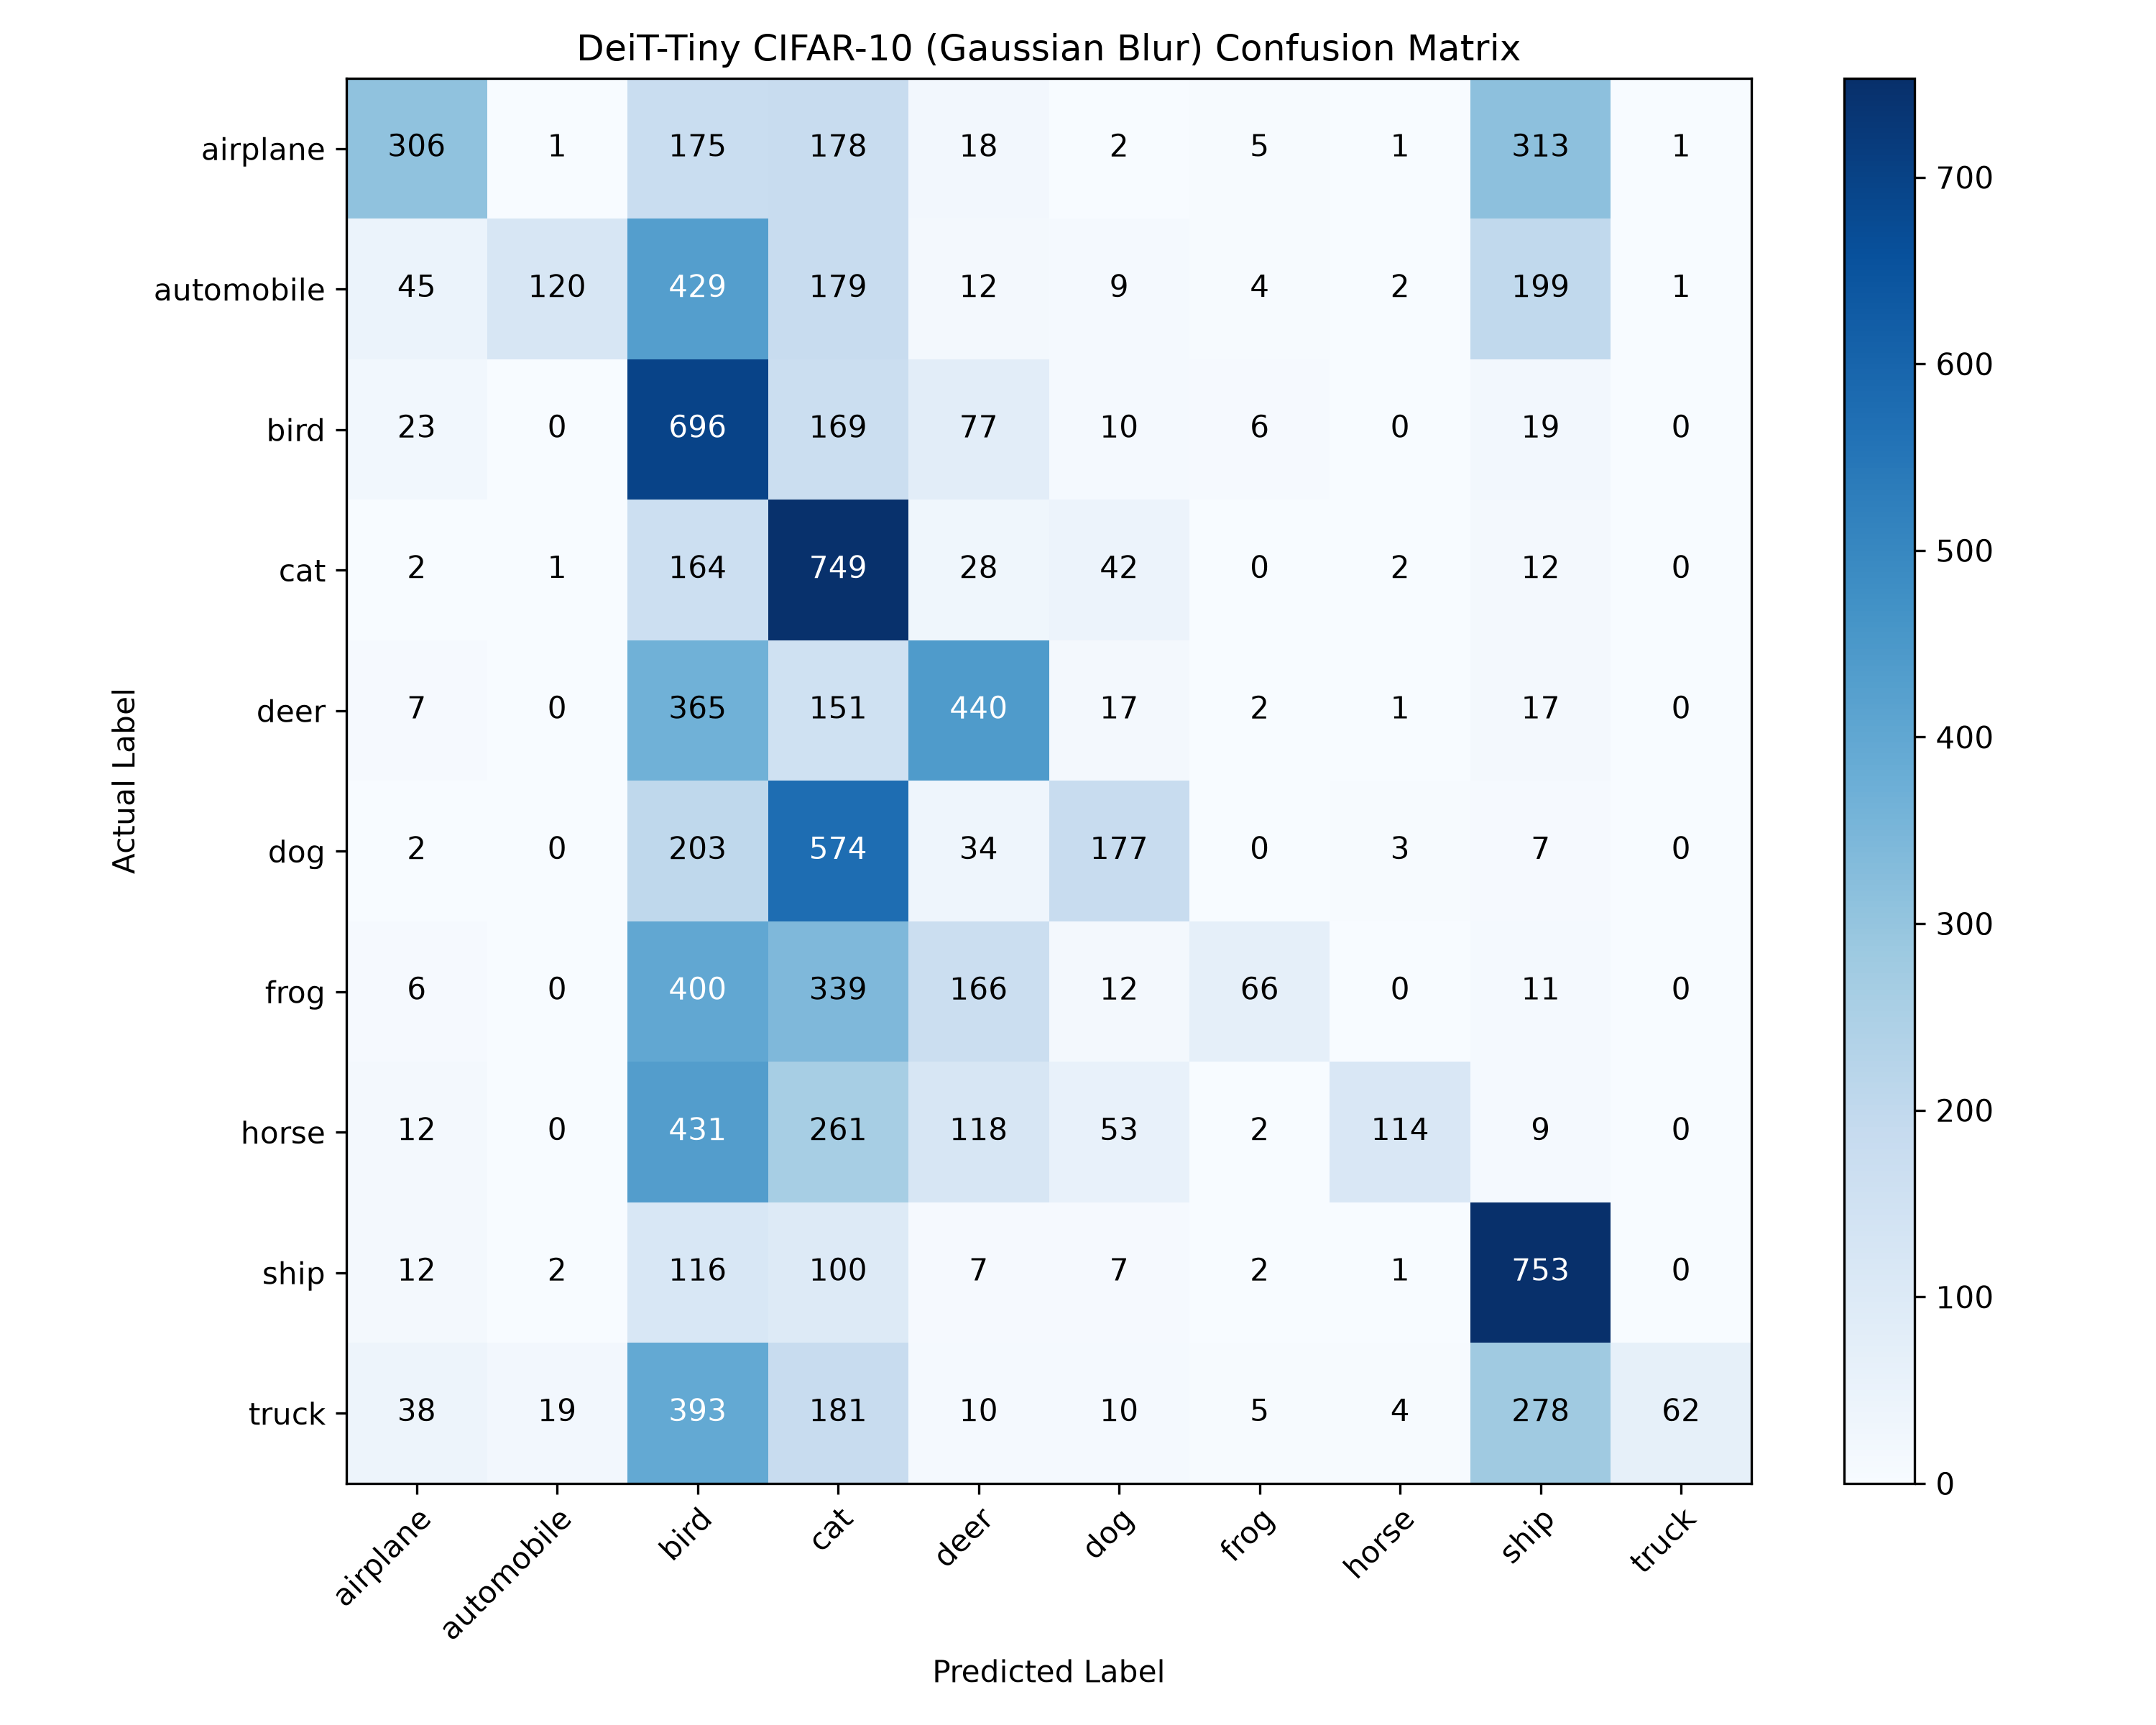 DeiT-Tiny CIFAR-10 (Gaussian Blur) Confusion Matrix
airplane 306 1 175 178 18 2 5 1 313 1
automobile 45 120 429 179 12 9 4 2 199 1
bird 23 0 696 169 77 10 6 0 19 0
cat 2 1 164 749 28 42 0 2 12 0
deer 7 0 365 151 440 17 2 1 17 0
dog 2 0 203 574 34 177 0 3 7 0
frog 6 0 400 339 166 12 66 0 11 0
horse 12 0 431 261 118 53 2 114 9 0
ship 12 2 116 100 7 7 2 1 753 0
truck 38 19 393 181 10 10 5 4 278 62
airplane automobile bird cat deer dog frog horse ship truck
Predicted Label
Actual Label
700
600
500
400
300
200
100
0